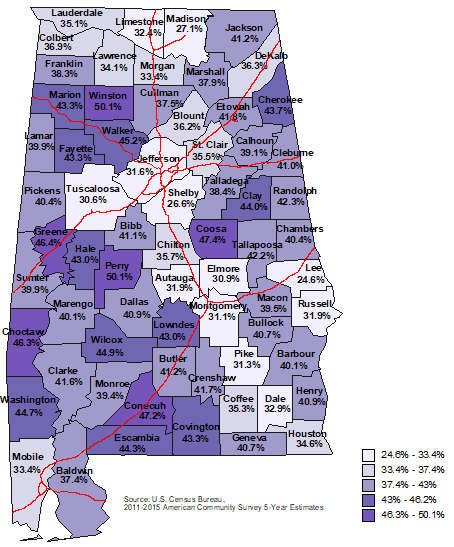 Lauderdale
35.1%
Limestone
32.4%
Madison
27.1%
Jackson
41.2%
Colbert
36.9%
Lawrence
34.1%
Morgan
33.4%
Marshall
37.9%
DeKalb
36.3%
Franklin
38.3%
Marion
43.3%
Winston
50.1%
Cullman
37.5%
Blount
36.2%
Etowah
41.8%
Cherokee
43.7%
Lamar
39.9%
Fayette
43.3%
Walker
45.2%
Jefferson
31.6%
St. Clair
35.5%
Calhoun
39.1%
Cleburne
41.0%
Pickens
40.4%
Tuscaloosa
30.6%
Shelby
26.6%
Talladega
38.4%
Clay
44.0%
Randolph
42.3%
Greene
46.4%
Hale
43.0%
Bibb
41.1%
Chilton
35.7%
Coosa
47.4%
Tallapoosa
42.2%
Chambers
40.4%
Sumter
39.9%
Perry
50.1%
Autauga
31.9%
Elmore
30.9%
Lee
24.6%
Marengo
40.1%
Dallas
40.9%
Montgomery
31.1%
Macon
39.5%
Russell
31.9%
Choctaw
46.3%
Wilcox
44.9%
Lowndes
43.0%
Bullock
40.7%
Clarke
41.6%
Monroe
39.4%
Butler
41.2%
Crenshaw
41.7%
Pike
31.3%
Barbour
40.1%
Washington
44.7%
Conecuh
47.2%
Coffee
35.3%
Dale
32.9%
Henry
40.9%
Escambia
44.3%
Covington
43.3%
Geneva
40.7%
Houston
34.6%
Mobile
33.4%
Baldwin
37.4%
24.6% - 33.4%
33.4% - 37.4%
37.4% - 43%
43% - 46.2%
46.3% - 50.1%
Source: U.S. Census Bureau,
2011-2015 American Community Survey 5-Year Estimates